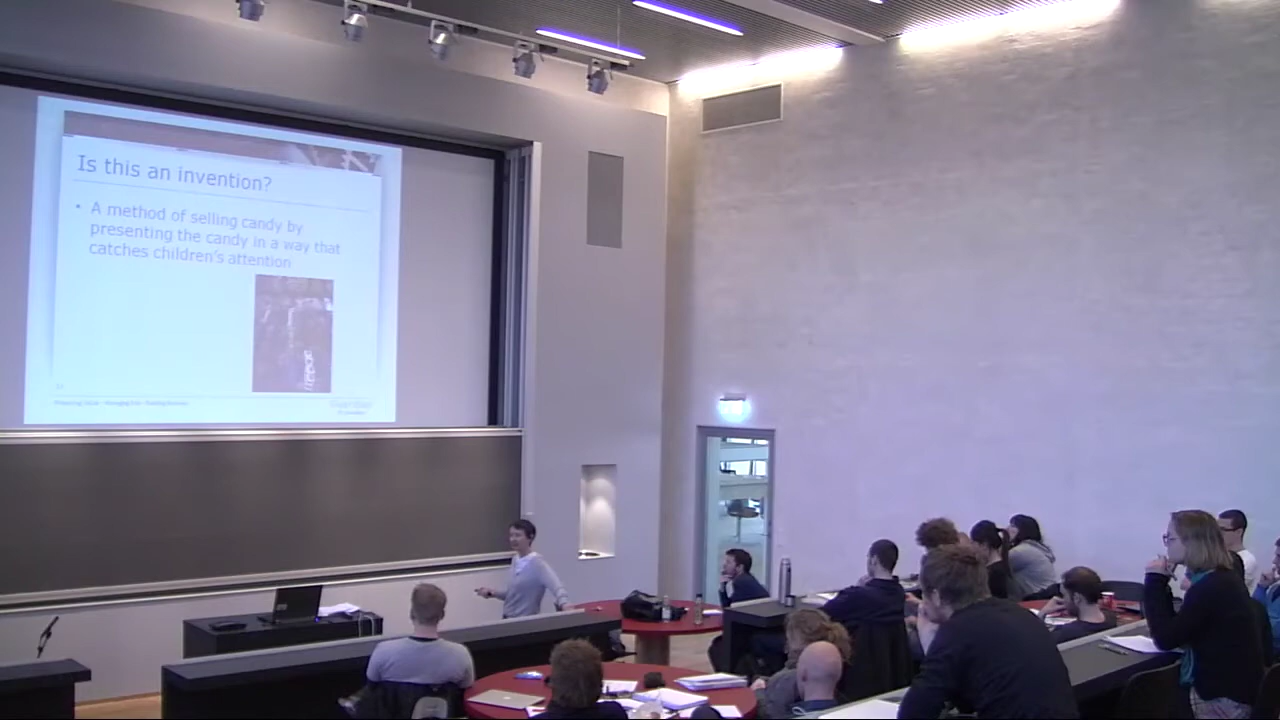 Is this an invention?
• A method of selling candy by
presenting the candy in a way that
catches children's attention